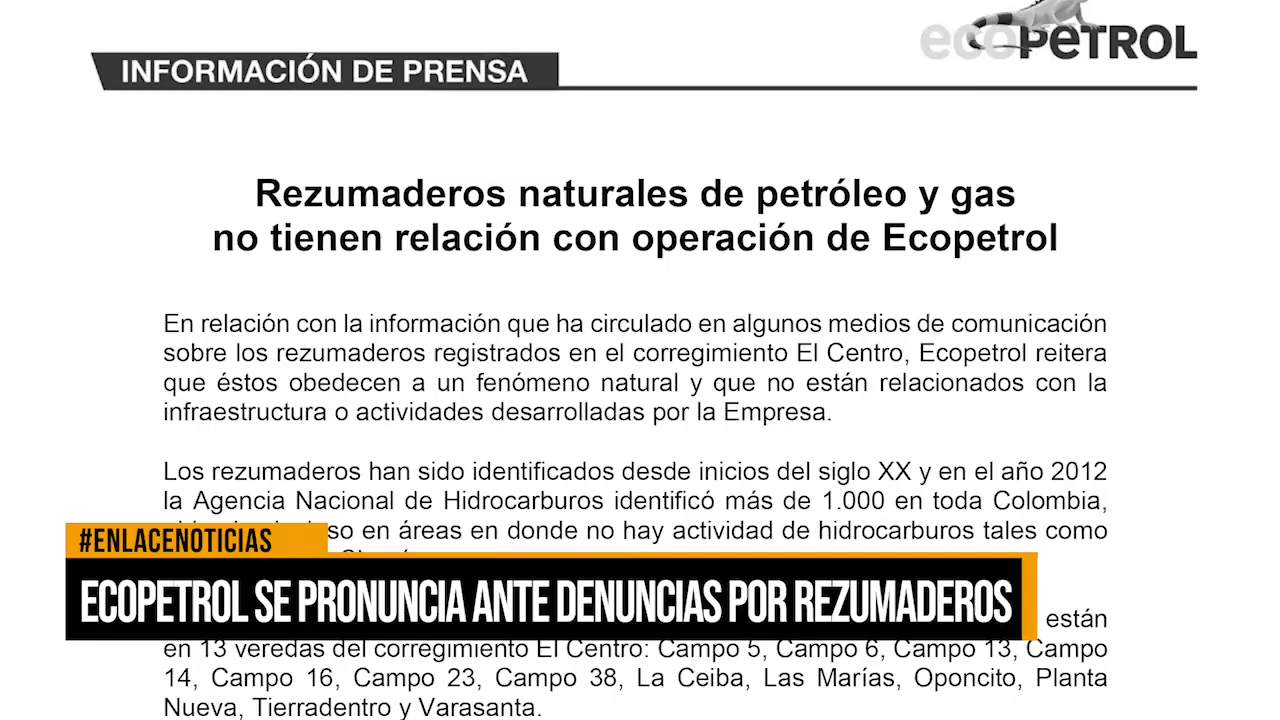 ecoPETROL
INFORMACIÓN DE PRENSA
Rezumaderos naturales de petróleo y gas
no tienen relación con operación de Ecopetrol
En relación con la información que ha circulado en algunos medios de comunicación
sobre los rezumaderos registrados en el corregimiento El Centro, Ecopetrol reitera
que éstos obedecen a un fenómeno natural y que no están relacionados con la
infraestructura o actividades desarrolladas por la Empresa.
Los rezumaderos han sido identificados desde inicios del siglo XX y en el año 2012
la Agencia Nacional de Hidrocarburos identificó más de 1.000 en toda Colombia,
en áreas en donde no hay actividad de hidrocarburos tales como
#ENLACENOTICIAS
ECOPETROL SE PRONUNCIA ANTE DENUNCIAS POR REZUMADEROS
están
en 13 veredas del corregimiento El Centro: Campo 5, Campo 6, Campo 13, Campo
14, Campo 16, Campo 23, Campo 38, La Ceiba, Las Marías, Oponcito, Planta
Nueva, Tierradentro y Varasanta.